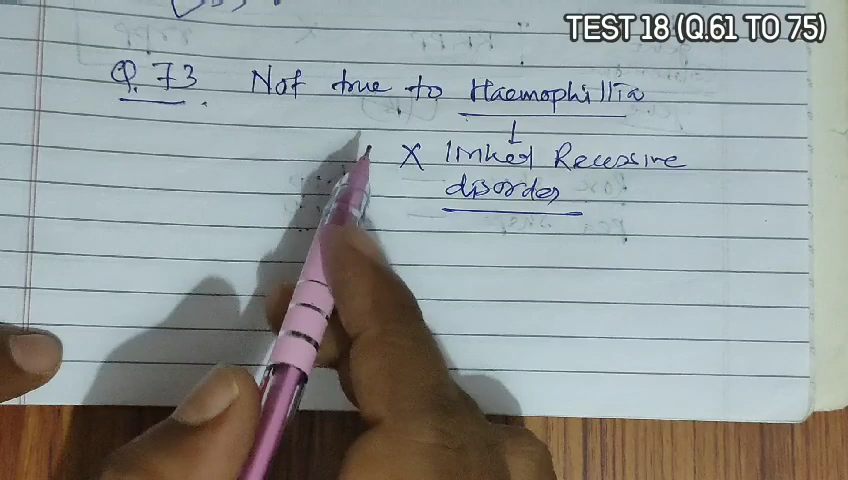 TEST 18 (Q.61 TO 75)
Q.73. Not true to Haemophillia
X linked Recessive
disorder